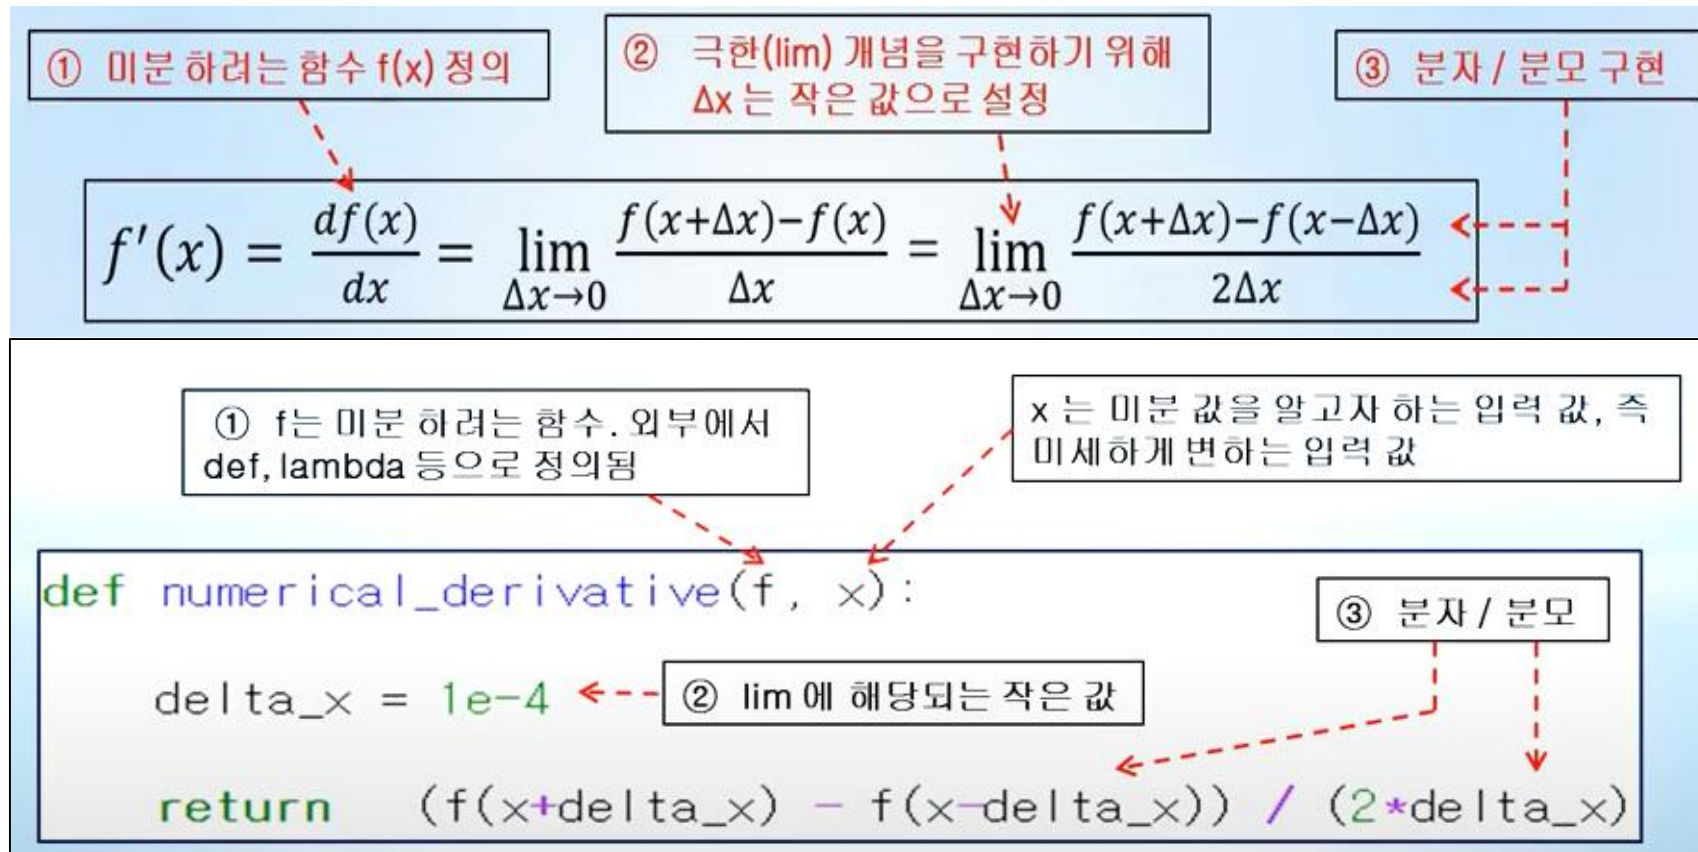 ① 미분 하려는 함수 f(x) 정의
② 극한(lim) 개념을 구현하기 위해
Δx 는 작은 값으로 설정
③ 분자 / 분모 구현
f′(x) = df(x)/dx = lim Δx→0 f(x+Δx)−f(x)/Δx = lim Δx→0 f(x+Δx)−f(x−Δx)/2Δx
① f는 미분 하려는 함수. 외부에서
def, lambda 등으로 정의됨
x 는 미분 값을 알고자 하는 입력 값, 즉
미세하게 변하는 입력 값
def numerical_derivative(f, x):
③ 분자 / 분모
delta_x = 1e-4
② lim 에 해당되는 작은 값
return (f(x+delta_x) - f(x-delta_x)) / (2*delta_x)